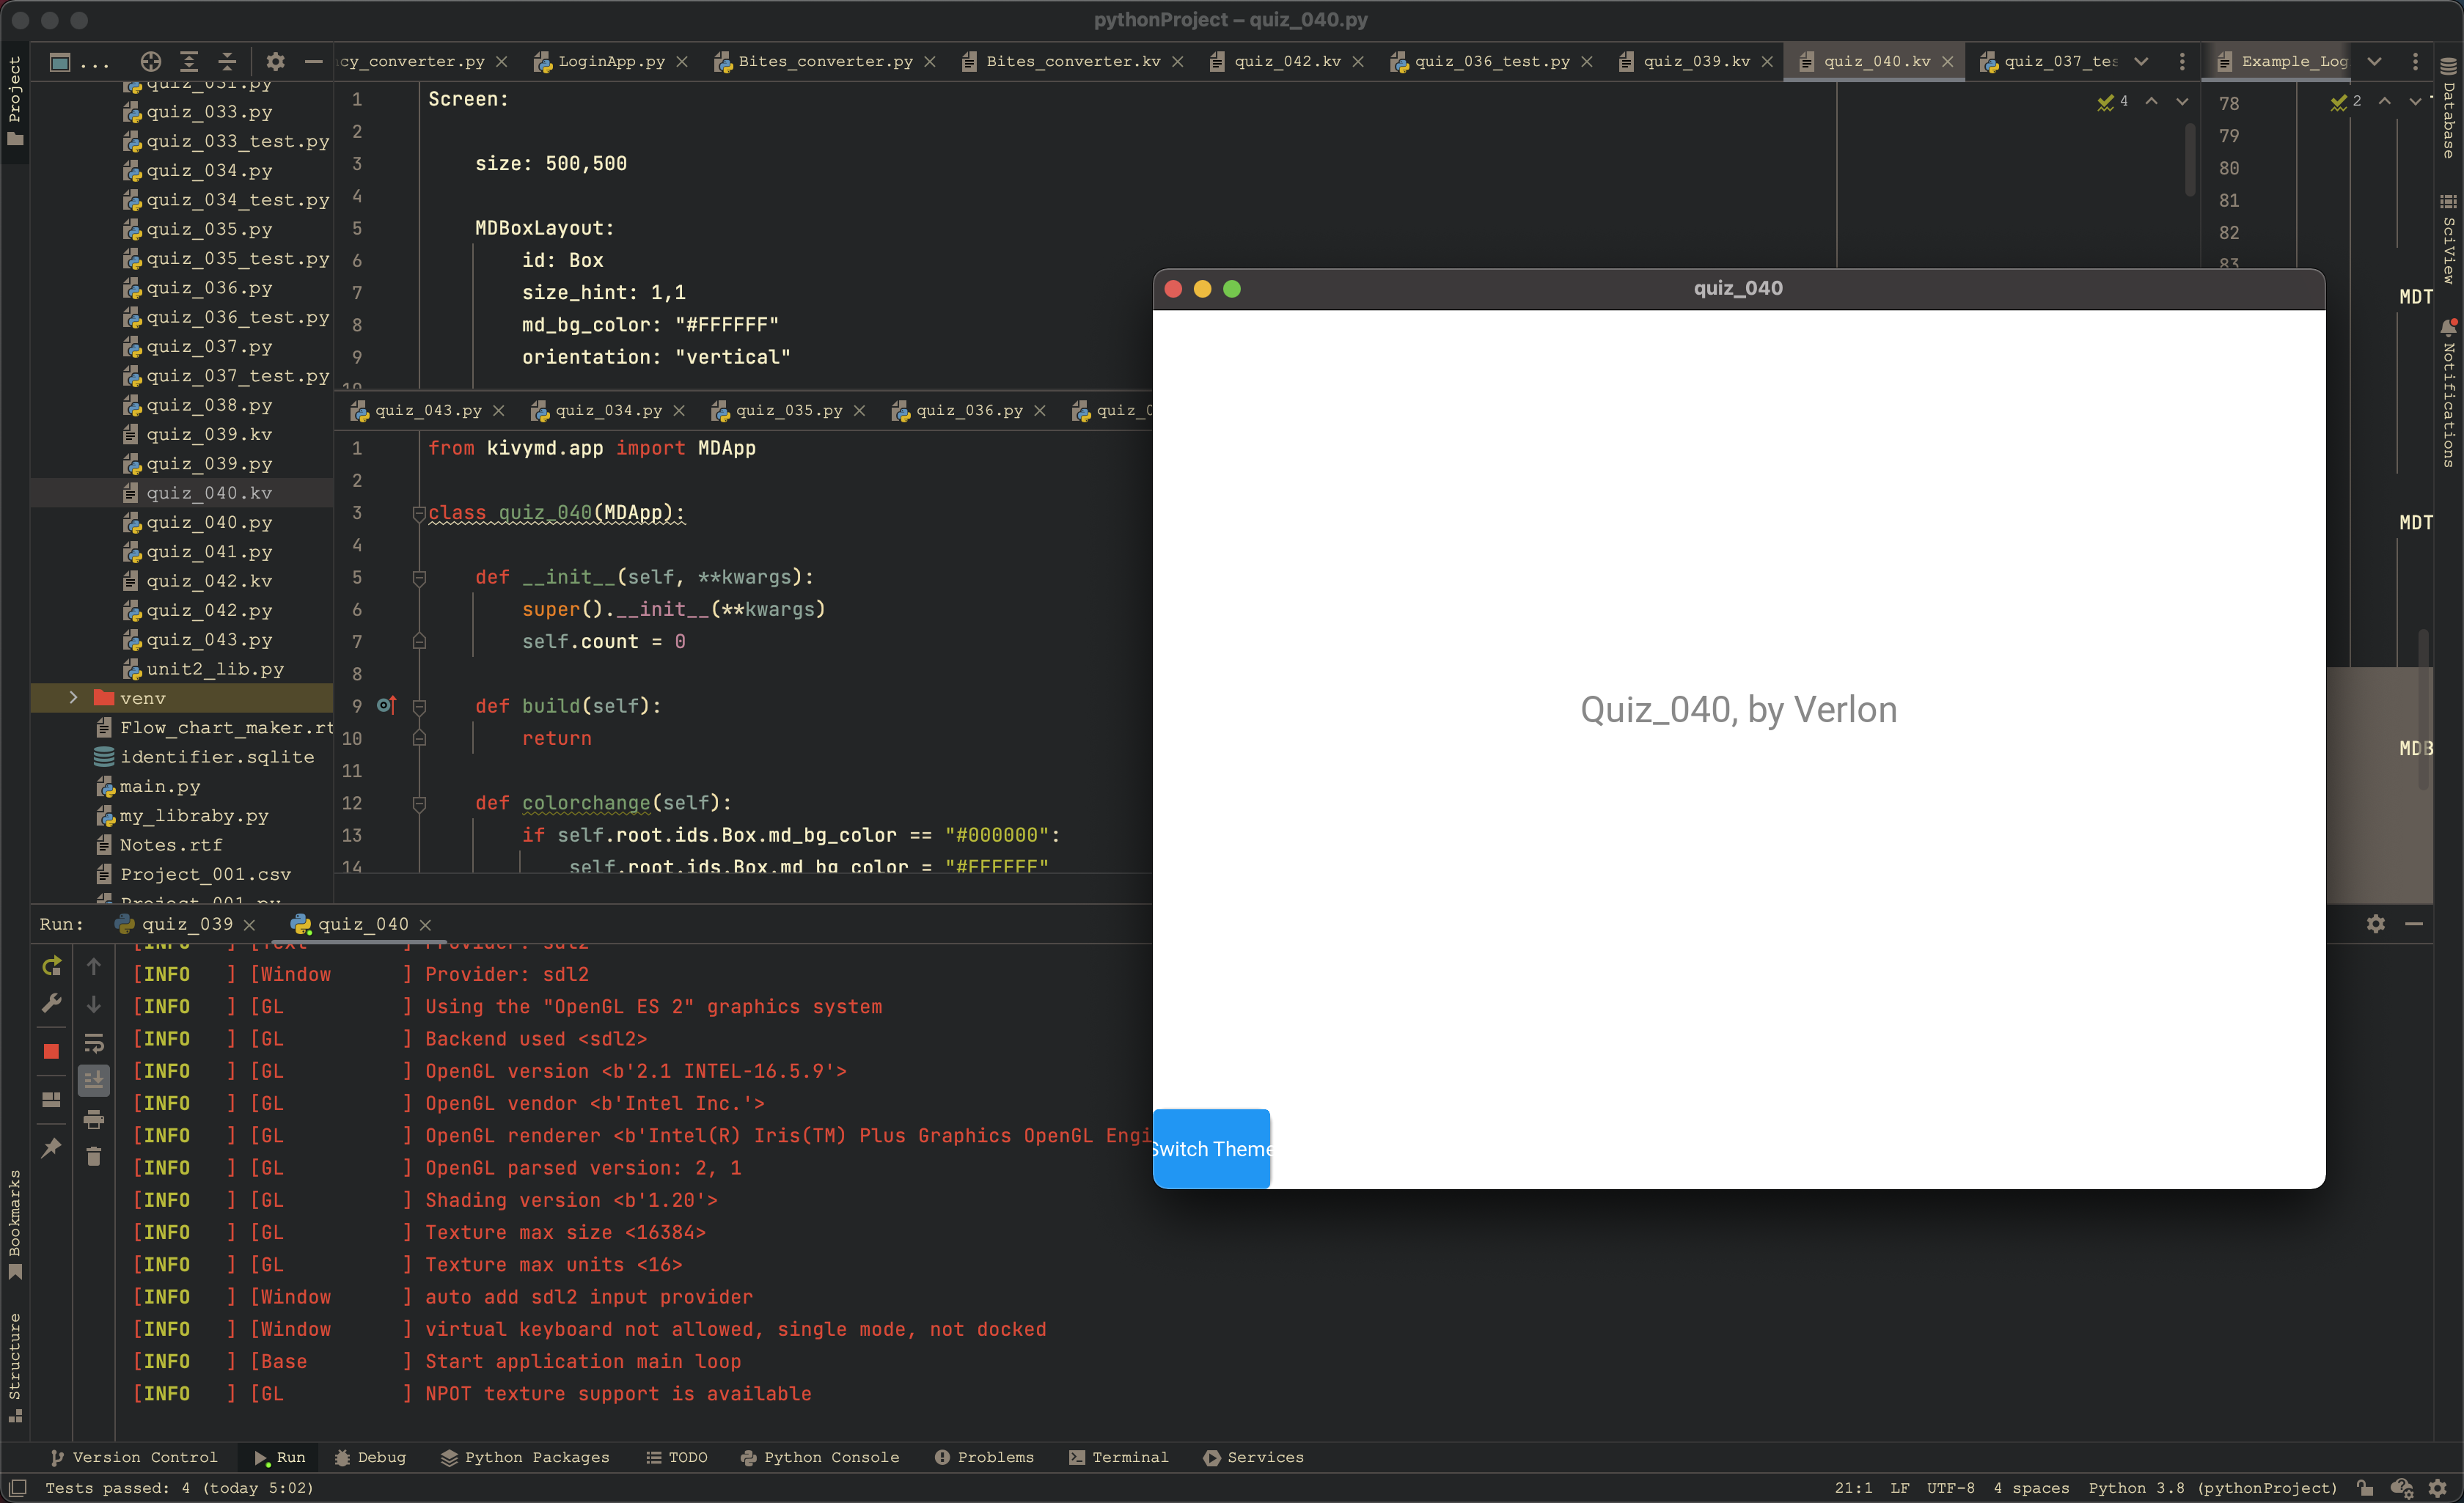 pythonProject – quiz_040.py
Project
...
cy_converter.py
LoginApp.py
Bites_converter.py
Bites_converter.kv
quiz_042.kv
quiz_036_test.py
quiz_039.kv
quiz_040.kv
quiz_037_tes
Example_Log
quiz_031.py
quiz_033.py
quiz_033_test.py
quiz_034.py
quiz_034_test.py
quiz_035.py
quiz_035_test.py
quiz_036.py
quiz_036_test.py
quiz_037.py
quiz_037_test.py
quiz_038.py
quiz_039.kv
quiz_039.py
quiz_040.kv
quiz_040.py
quiz_041.py
quiz_042.kv
quiz_042.py
quiz_043.py
unit2_lib.py
venv
Flow_chart_maker.rt
identifier.sqlite
main.py
my_libraby.py
Notes.rtf
Project_001.csv
Project_001.py
1 Screen:
2
3 size: 500,500
4
5 MDBoxLayout:
6 id: Box
7 size_hint: 1,1
8 md_bg_color: "#FFFFFF"
9 orientation: "vertical"
10
4
2
78
79
80
81
82
83
MDT
MDT
MDB
Database
SciView
Notifications
quiz_043.py
quiz_034.py
quiz_035.py
quiz_036.py
quiz_0
1 from kivymd.app import MDApp
2
3 class quiz_040(MDApp):
4
5 def __init__(self, **kwargs):
6 super().__init__(**kwargs)
7 self.count = 0
8
9 def build(self):
10 return
11
12 def colorchange(self):
13 if self.root.ids.Box.md_bg_color == "#000000":
14 self.root.ids.Box.md_bg_color = "#FFFFFF"
quiz_040
Quiz_040, by Verlon
Switch Theme
Run:
quiz_039
quiz_040
[INFO ] [Text ] Provider: sdl2
[INFO ] [Window ] Provider: sdl2
[INFO ] [GL ] Using the "OpenGL ES 2" graphics system
[INFO ] [GL ] Backend used <sdl2>
[INFO ] [GL ] OpenGL version <b'2.1 INTEL-16.5.9'>
[INFO ] [GL ] OpenGL vendor <b'Intel Inc.'>
[INFO ] [GL ] OpenGL renderer <b'Intel(R) Iris(TM) Plus Graphics OpenGL Engi
[INFO ] [GL ] OpenGL parsed version: 2, 1
[INFO ] [GL ] Shading version <b'1.20'>
[INFO ] [GL ] Texture max size <16384>
[INFO ] [GL ] Texture max units <16>
[INFO ] [Window ] auto add sdl2 input provider
[INFO ] [Window ] virtual keyboard not allowed, single mode, not docked
[INFO ] [Base ] Start application main loop
[INFO ] [GL ] NPOT texture support is available
Bookmarks
Structure
Version Control
Run
Debug
Python Packages
TODO
Python Console
Problems
Terminal
Services
Tests passed: 4 (today 5:02)
21:1 LF UTF-8 4 spaces Python 3.8 (pythonProject)